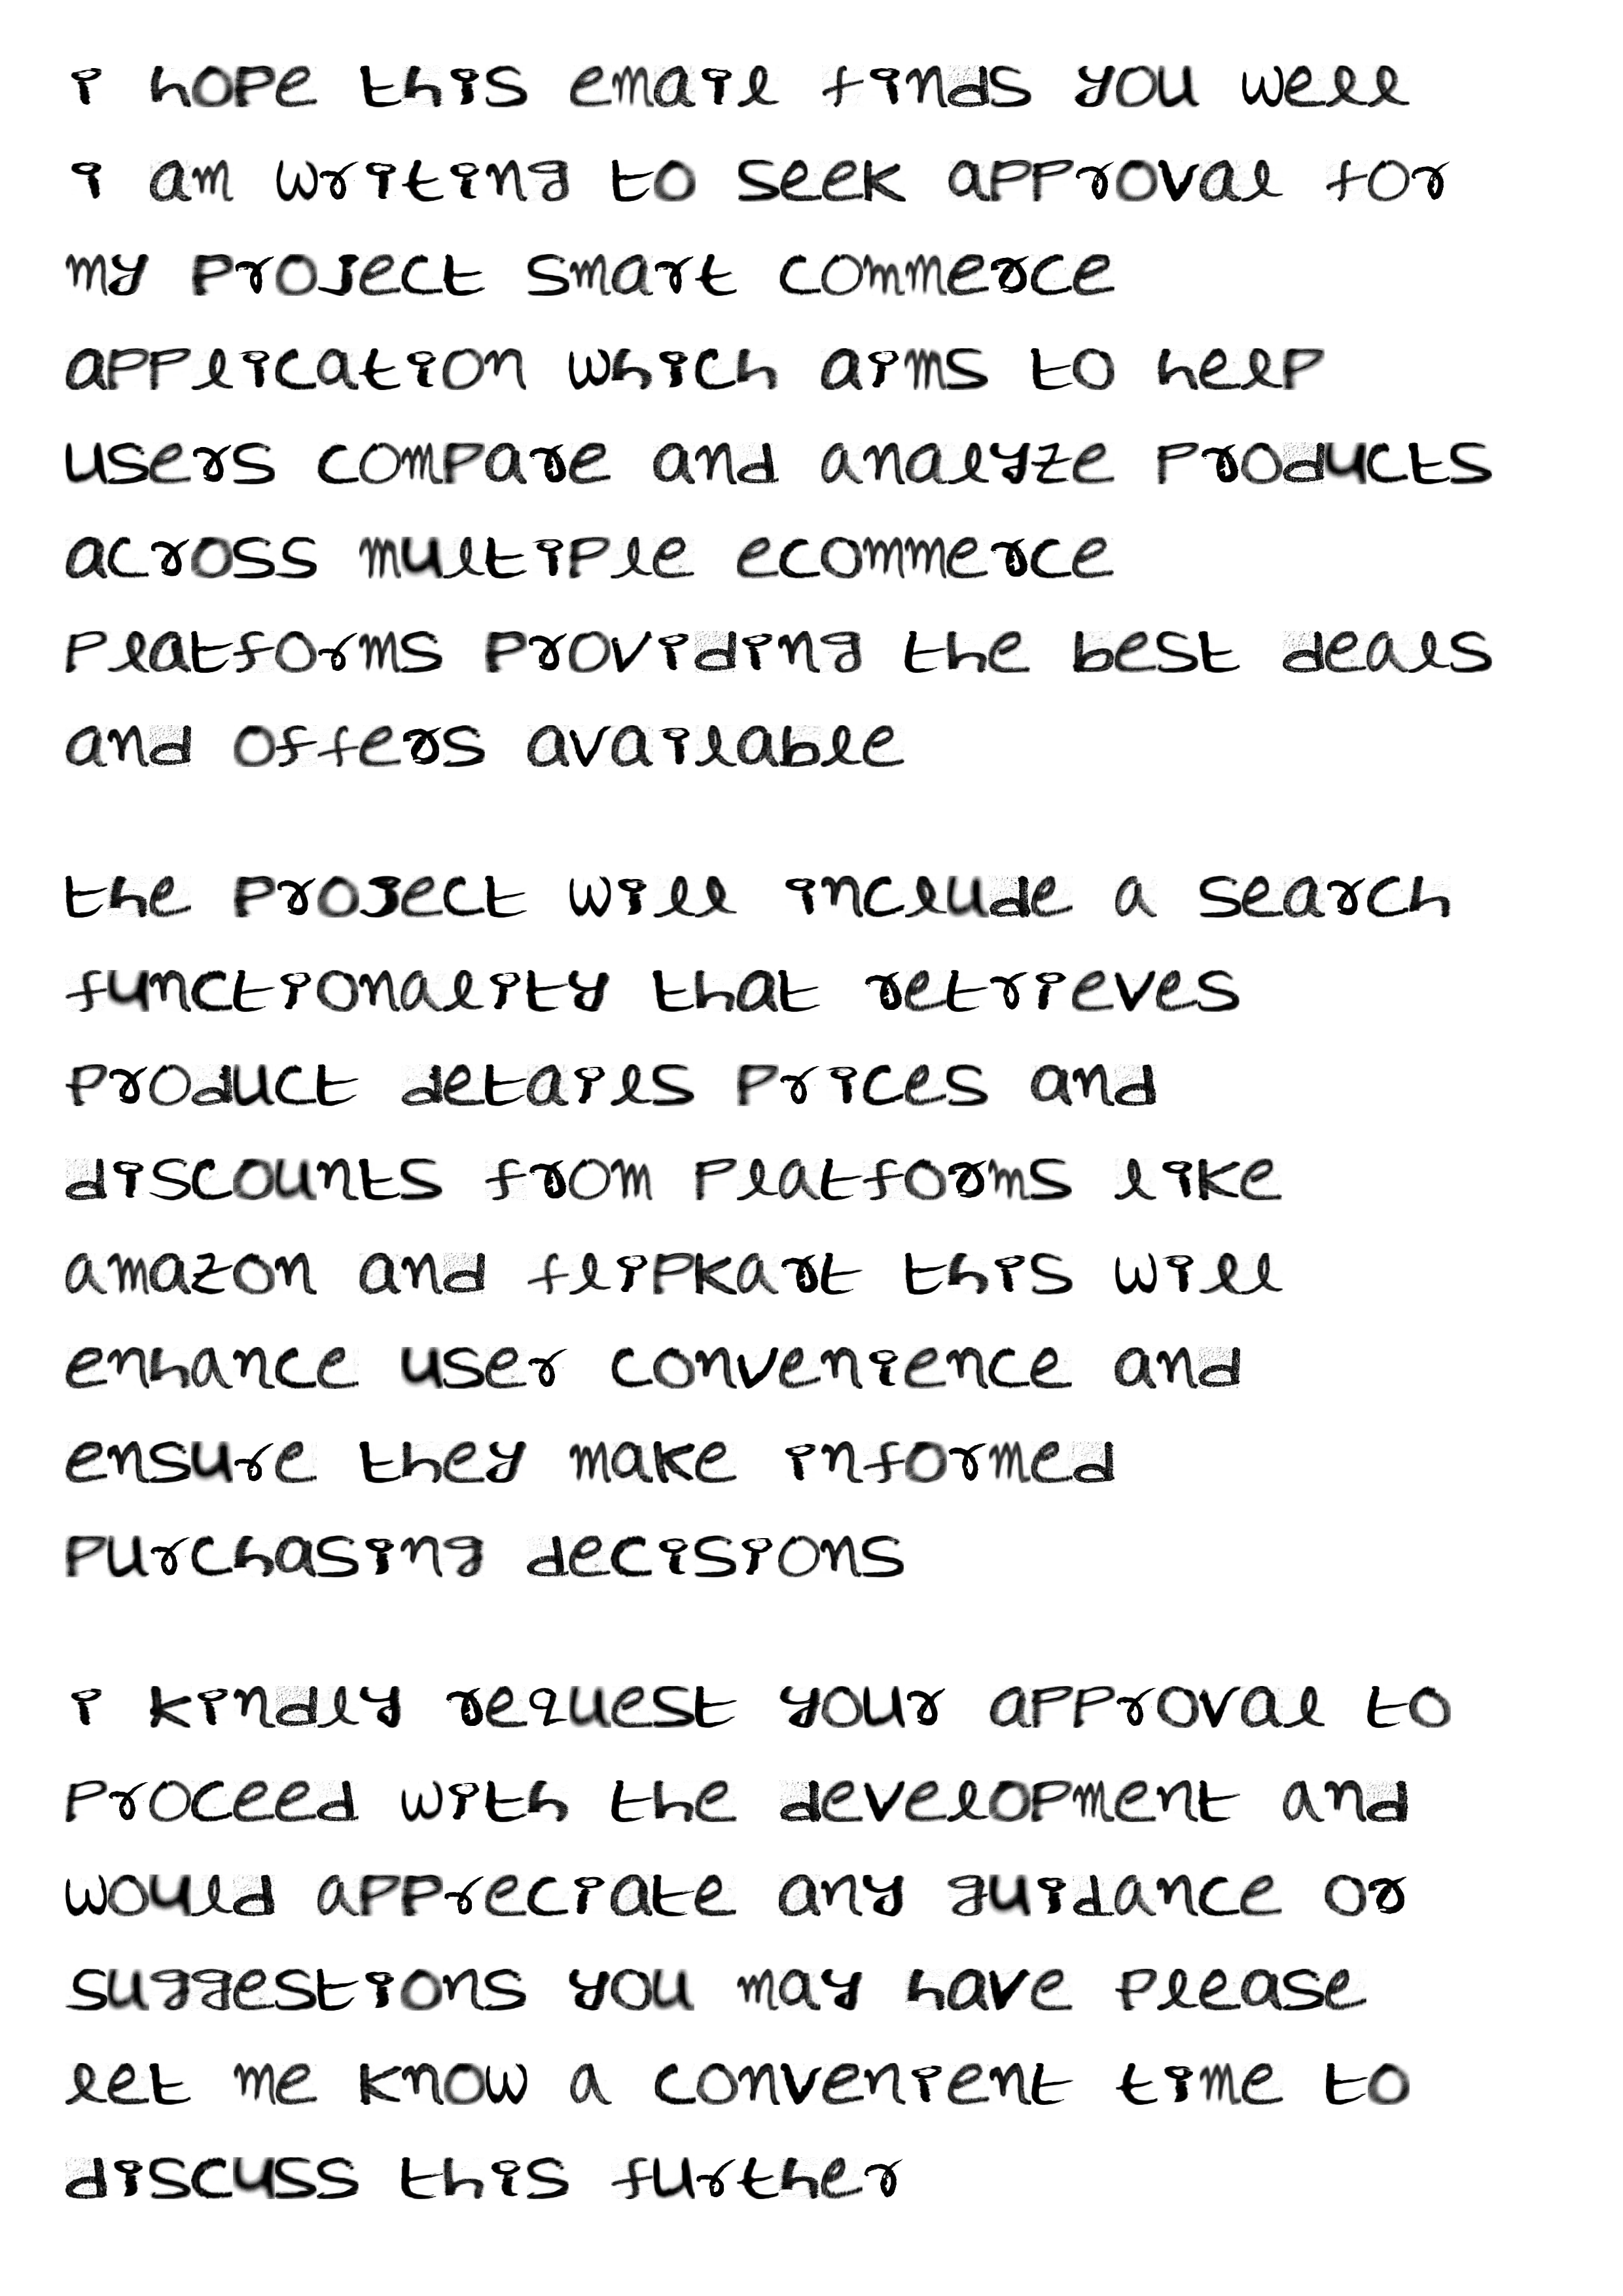 i hope this email finds you well
i am writing to seek approval for
my project smart commerce
application which aims to help
users compare and analyze products
across multiple ecommerce
platforms providing the best deals
and offers available
the project will include a search
functionality that retrieves
product details prices and
discounts from platforms like
amazon and flipkart this will
enhance user convenience and
ensure they make informed
purchasing decisions
i kindly request your approval to
proceed with the development and
would appreciate any guidance or
suggestions you may have please
let me know a convenient time to
discuss this further